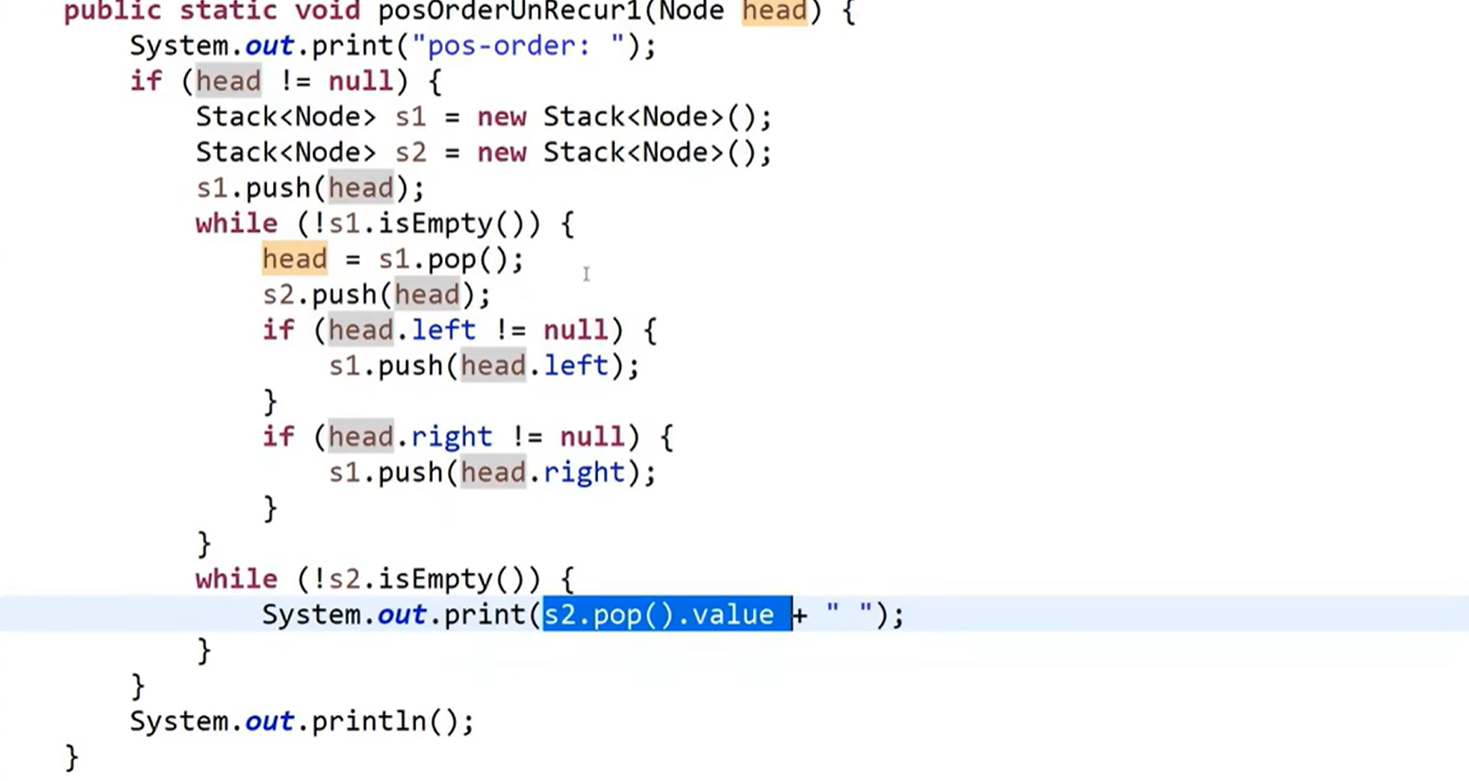 public static void posOrderUnRecur1(Node head) {
    System.out.print("pos-order: ");
    if (head != null) {
        Stack<Node> s1 = new Stack<Node>();
        Stack<Node> s2 = new Stack<Node>();
        s1.push(head);
        while (!s1.isEmpty()) {
            head = s1.pop();
            s2.push(head);
            if (head.left != null) {
                s1.push(head.left);
            }
            if (head.right != null) {
                s1.push(head.right);
            }
        }
        while (!s2.isEmpty()) {
            System.out.print(s2.pop().value + " ");
        }
    }
    System.out.println();
}